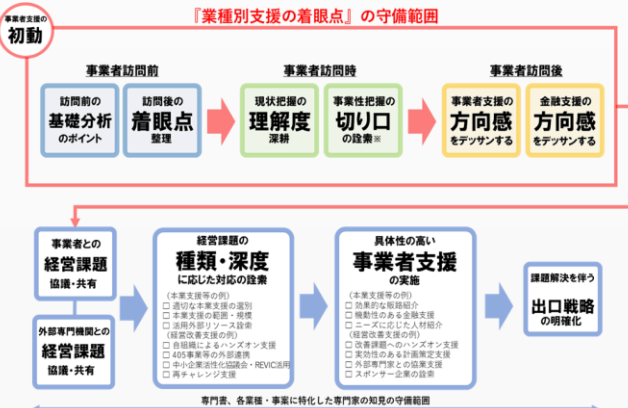 『業種別支援の着眼点』の守備範囲
事業者支援の
初動
事業者訪問前
訪問前の
基礎分析
のポイント
訪問後の
着眼点
整理
事業者訪問時
現状把握の
理解度
深耕
事業性把握の
切り口
の詮索※
事業者訪問後
事業者支援の
方向感
をデッサンする
金融支援の
方向感
をデッサンする
事業者との
経営課題
協議・共有
外部専門機関との
経営課題
協議・共有
経営課題の
種類・深度
に応じた対応の詮索
(本業支援等の例)
□ 適切な本業支援の選別
□ 本業支援の範囲・規模
□ 活用外部リソース詮索
(経営改善支援の例)
□ 自組織によるハンズオン支援
□ 405事業等の外部連携
□ 中小企業活性化協議会・REVIC活用
□ 再チャレンジ支援
具体性の高い
事業者支援
の実施
(本業支援等の例)
□ 効果的な販路紹介
□ 機動性のある金融支援
□ ニーズに応じた人材紹介
(経営改善支援の例)
□ 改善課題へのハンズオン支援
□ 実効性のある計画策定支援
□ 外部専門家との協業支援
□ スポンサー企業の詮索
課題解決を伴う
出口戦略
の明確化
専門書、各業種・事案に特化した専門家の知見の守備範囲